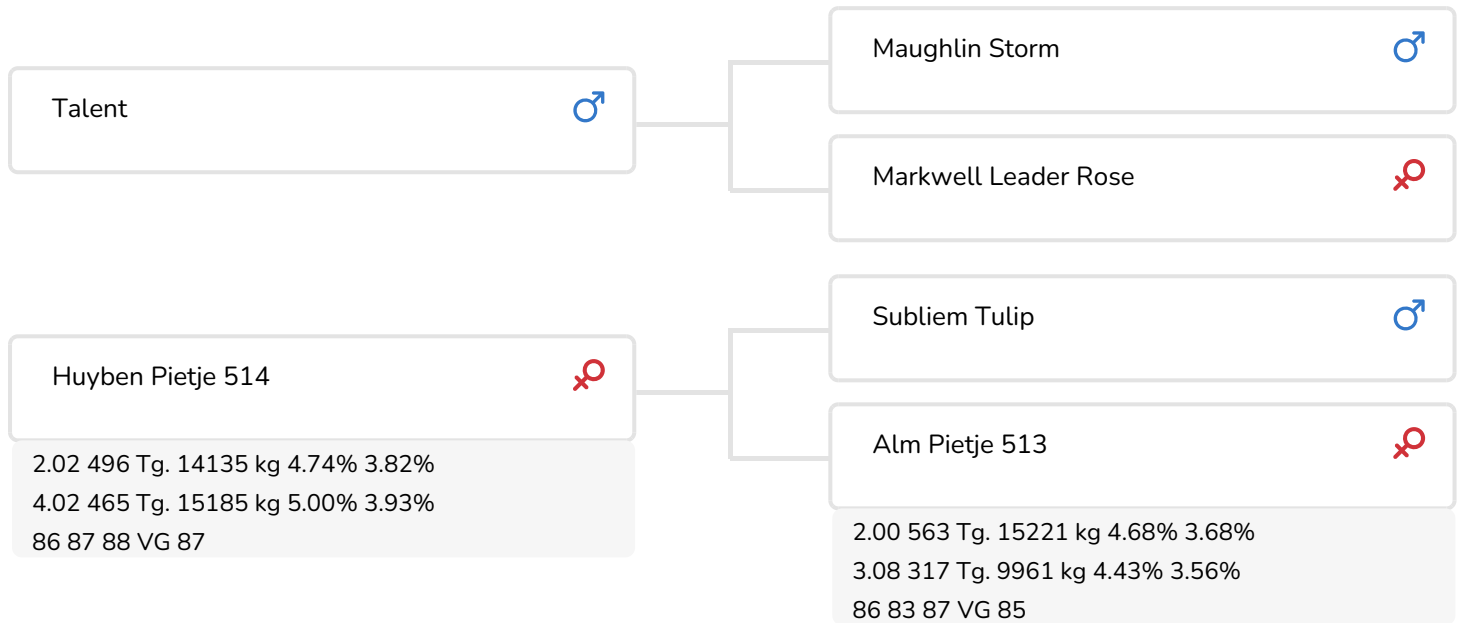 Talent
Maughlin Storm
Markwell Leader Rose
Huyben Pietje 514
2.02 496 Tg. 14135 kg 4.74% 3.82%
4.02 465 Tg. 15185 kg 5.00% 3.93%
86 87 88 VG 87
Subliem Tulip
Alm Pietje 513
2.00 563 Tg. 15221 kg 4.68% 3.68%
3.08 317 Tg. 9961 kg 4.43% 3.56%
86 83 87 VG 85